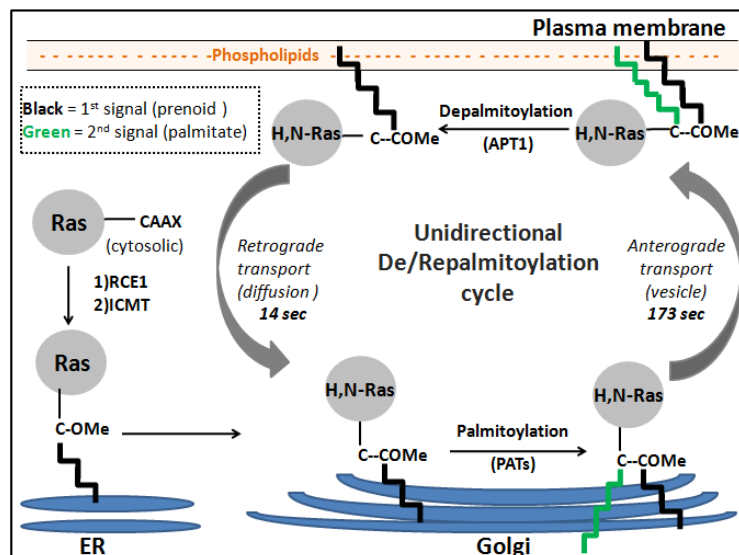 Plasma membrane
Phospholipids
Black = 1st signal (prenoid )
Green = 2nd signal (palmitate)
H,N-Ras
C--COMe
Depalmitoylation
(APT1)
H,N-Ras
C--COMe
Ras
CAAX
(cytosolic)
1)RCE1
2)ICMT
Retrograde
transport
(diffusion )
14 sec
Unidirectional
De/Repalmitoylation
cycle
Anterograde
transport
(vesicle)
173 sec
Ras
C-OMe
ER
H,N-Ras
C--COMe
Palmitoylation
(PATs)
H,N-Ras
C--COMe
Golgi